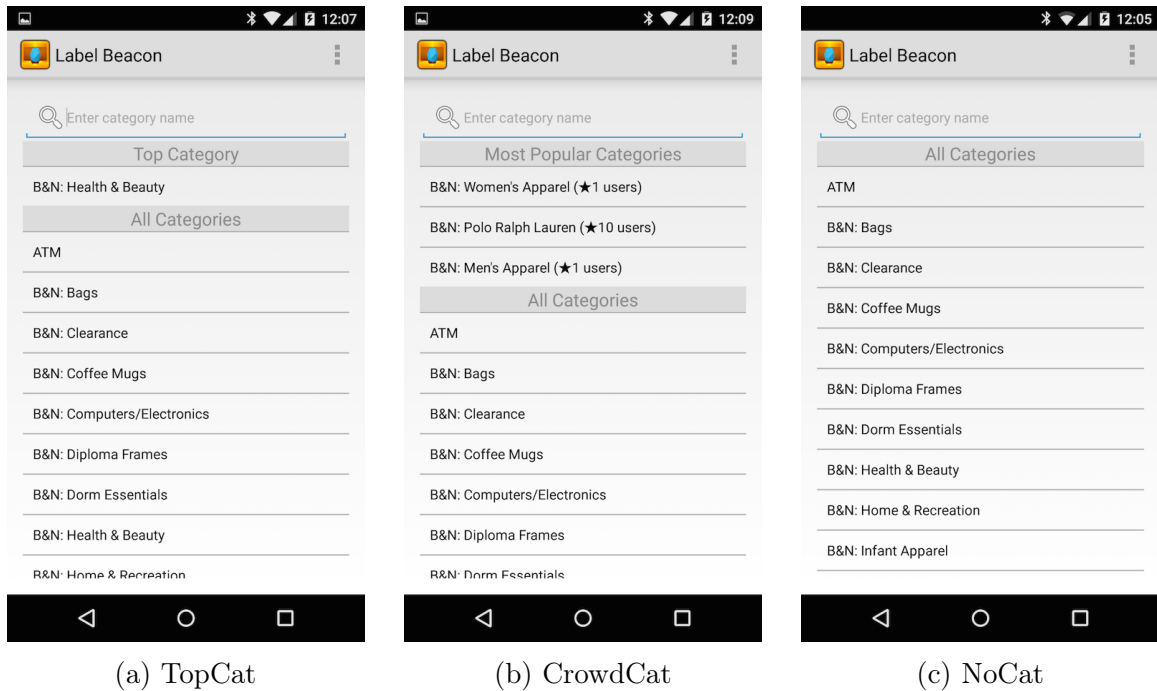 12:07
Label Beacon
Enter category name
Top Category
B&N: Health & Beauty
All Categories
ATM
B&N: Bags
B&N: Clearance
B&N: Coffee Mugs
B&N: Computers/Electronics
B&N: Diploma Frames
B&N: Dorm Essentials
B&N: Health & Beauty
B&N: Home & Recreation
(a) TopCat
12:09
Label Beacon
Enter category name
Most Popular Categories
B&N: Women's Apparel (★1 users)
B&N: Polo Ralph Lauren (★10 users)
B&N: Men's Apparel (★1 users)
All Categories
ATM
B&N: Bags
B&N: Clearance
B&N: Coffee Mugs
B&N: Computers/Electronics
B&N: Diploma Frames
B&N: Dorm Essentials
(b) CrowdCat
12:05
Label Beacon
Enter category name
All Categories
ATM
B&N: Bags
B&N: Clearance
B&N: Coffee Mugs
B&N: Computers/Electronics
B&N: Diploma Frames
B&N: Dorm Essentials
B&N: Health & Beauty
B&N: Home & Recreation
B&N: Infant Apparel
(c) NoCat